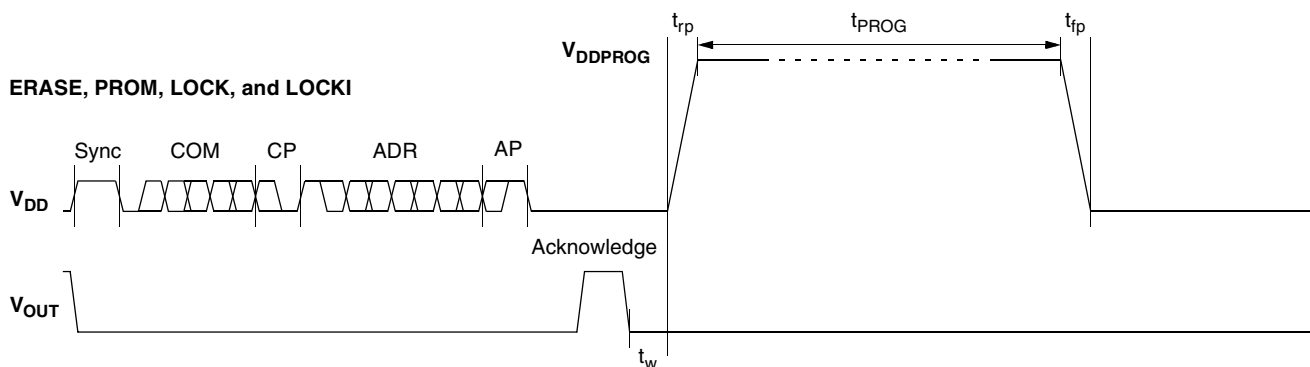 t_rp t_PROG t_fp
V_DDPROG
ERASE, PROM, LOCK, and LOCKI
Sync COM CP ADR AP
V_DD
Acknowledge
V_OUT
t_w